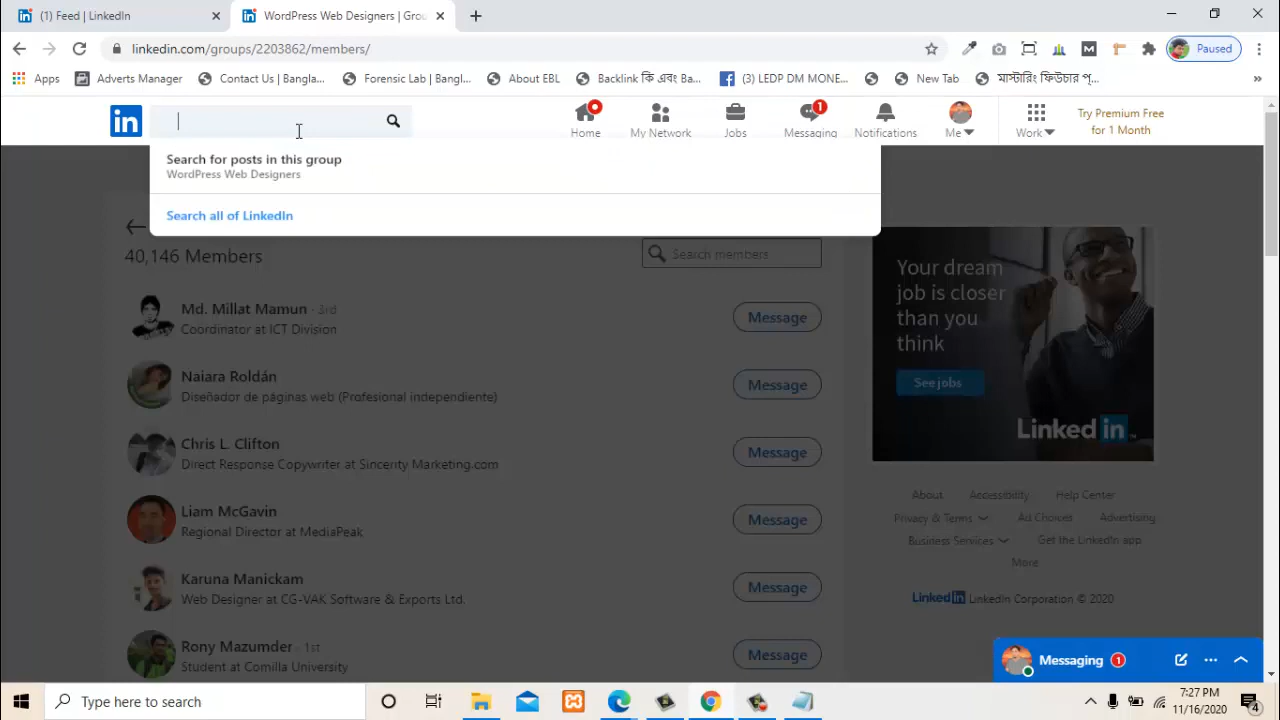 (1) Feed | LinkedIn
WordPress Web Designers | Grou
linkedin.com/groups/2203862/members/
Paused
Apps
Adverts Manager
Contact Us | Bangla...
Forensic Lab | Bangl...
About EBL
Backlink কি এবং Ba...
(3) LEDP DM MONE...
New Tab
মাস্টারিং ফিউচার প্...
in
Home
My Network
Jobs
1
Messaging
Notifications
Me
Work
Try Premium Free
for 1 Month
Search for posts in this group
WordPress Web Designers
Search all of LinkedIn
40,146 Members
Search members
Md. Millat Mamun · 3rd
Coordinator at ICT Division
Message
Naiara Roldán
Diseñador de páginas web (Profesional independiente)
Message
Chris L. Clifton
Direct Response Copywriter at Sincerity Marketing.com
Message
Liam McGavin
Regional Director at MediaPeak
Message
Karuna Manickam
Web Designer at CG-VAK Software & Exports Ltd.
Message
Rony Mazumder · 1st
Student at Comilla University
Message
Your dream
job is closer
than you
think
See jobs
LinkedIn
About
Accessibility
Help Center
Privacy & Terms
Ad Choices
Advertising
Business Services
Get the LinkedIn app
More
LinkedIn LinkedIn Corporation © 2020
Messaging 1
Type here to search
7:27 PM
11/16/2020
4